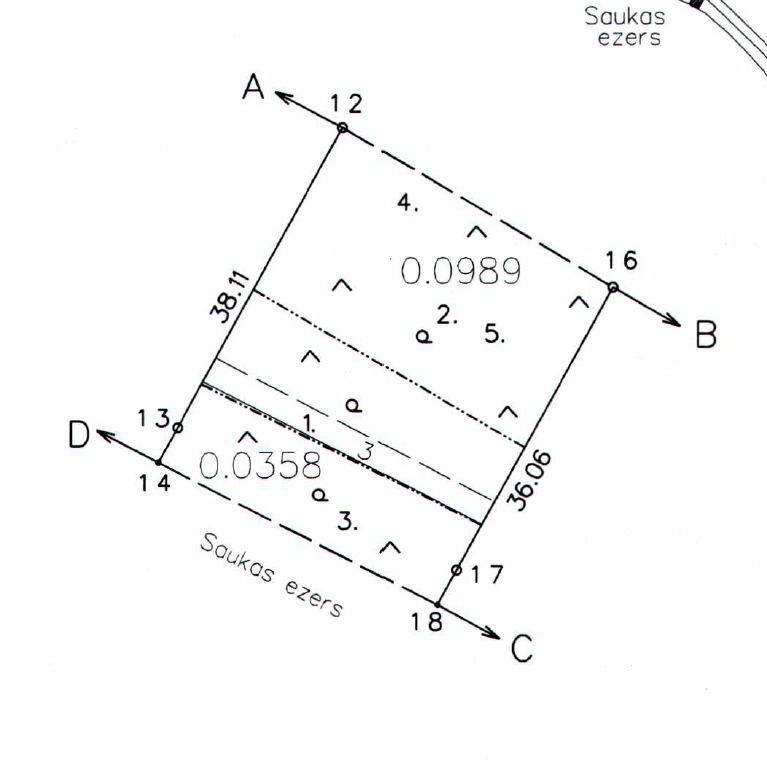 Saukas
ezers
A
12
4.
0.0989
16
38.11
2.
5.
B
13
D
1.
3
0.0358
36.06
14
3.
17
Saukas ezers
18
C